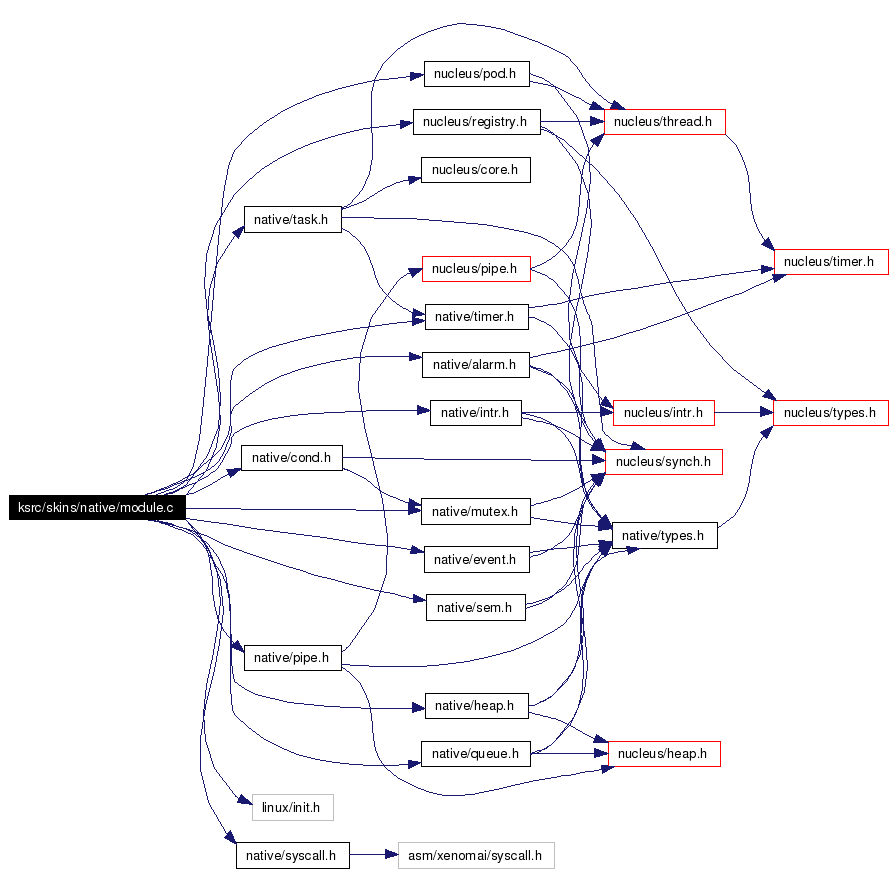 nucleus/pod.h
nucleus/registry.h
nucleus/thread.h
nucleus/core.h
native/task.h
nucleus/timer.h
nucleus/pipe.h
native/timer.h
native/alarm.h
native/intr.h
nucleus/intr.h
nucleus/types.h
native/cond.h
nucleus/synch.h
ksrc/skins/native/module.c
native/mutex.h
native/types.h
native/event.h
native/sem.h
native/pipe.h
native/heap.h
native/queue.h
nucleus/heap.h
linux/init.h
native/syscall.h
asm/xenomai/syscall.h